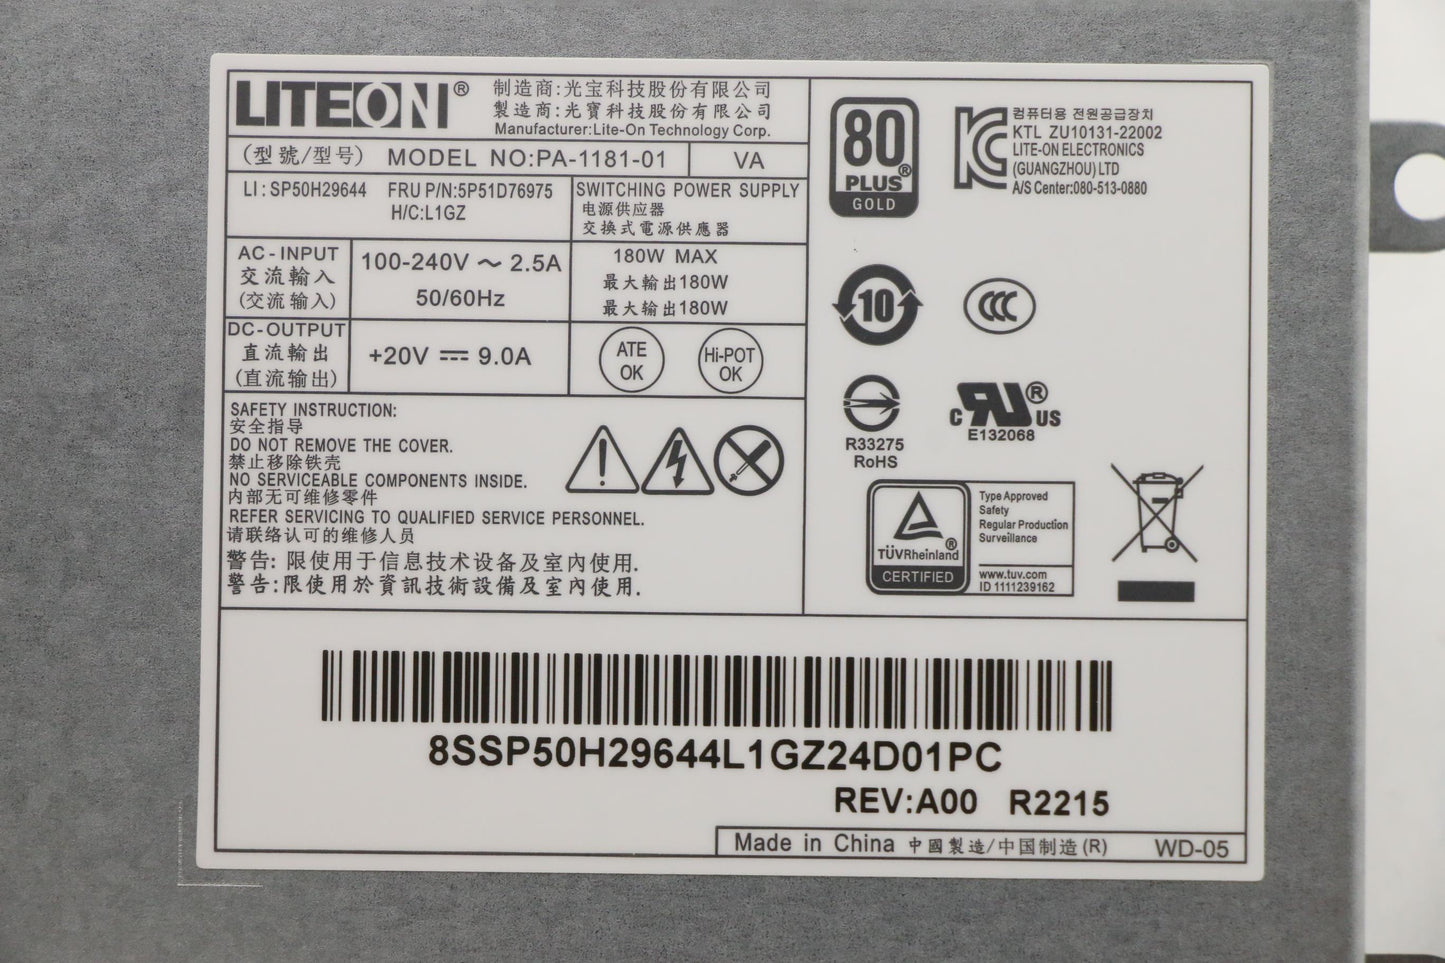 LITEON®
制造商:光宝科技股份有限公司
製造商:光寶科技股份有限公司
Manufacturer:Lite-On Technology Corp.
(型號/型号) MODEL NO:PA-1181-01 VA
LI:SP50H29644 FRU P/N:5P51D76975
H/C:L1GZ
SWITCHING POWER SUPPLY
电源供应器
交換式電源供應器
AC-INPUT
交流輸入
(交流输入)
100-240V ～ 2.5A
50/60Hz
180W MAX
最大輸出180W
最大输出180W
DC-OUTPUT
直流輸出
(直流输出)
+20V ⎓ 9.0A
ATE
OK
Hi-POT
OK
SAFETY INSTRUCTION:
安全指导
DO NOT REMOVE THE COVER.
禁止移除铁壳
NO SERVICEABLE COMPONENTS INSIDE.
内部无可维修零件
REFER SERVICING TO QUALIFIED SERVICE PERSONNEL.
请联络认可的维修人员
警告: 限使用于信息技术设备及室内使用.
警告:限使用於資訊技術設備及室內使用.
80®
PLUS
GOLD
컴퓨터용 전원공급장치
KTL ZU10131-22002
LITE-ON ELECTRONICS
(GUANGZHOU) LTD
A/S Center:080-513-0880
10
CCC
R33275
RoHS
c RU® US
E132068
TÜVRheinland®
CERTIFIED
Type Approved
Safety
Regular Production
Surveillance
www.tuv.com
ID 1111239162
8SSP50H29644L1GZ24D01PC
REV:A00 R2215
Made in China 中國製造/中国制造(R) WD-05